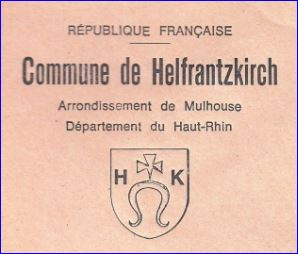 RÉPUBLIQUE FRANÇAISE
Commune de Helfrantzkirch
Arrondissement de Mulhouse
Département du Haut-Rhin
H K